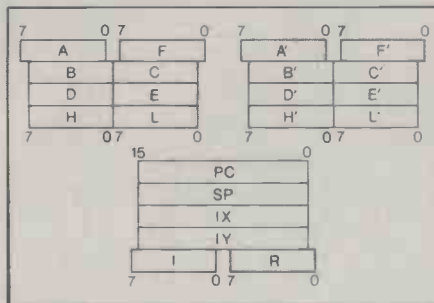 7 0 7 0 7 0 7 0
A F A' F'
B C B' C'
D E D' E'
H L H' L'
7 0 7 0 7 0 7 0
15 0
PC
SP
IX
IY
I R
7 0 7 0